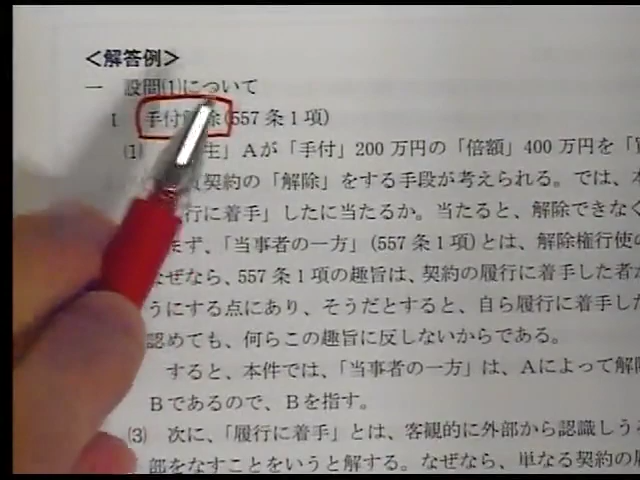 ＜解答例＞
一 設問(1)について
1 手付解除(557条1項)
(1) 生」Aが「手付」200万円の「倍額」400万円を「
契約の「解除」をする手段が考えられる。では、
行に着手」したに当たるか。当たると、解除できなく
まず、「当事者の一方」(557条1項)とは、解除権行使の
なぜなら、557条1項の趣旨は、契約の履行に着手した者が
うにする点にあり、そうだとすると、自ら履行に着手した
認めても、何らこの趣旨に反しないからである。
すると、本件では、「当事者の一方」は、Aによって解除
Bであるので、Bを指す。
(3) 次に、「履行に着手」とは、客観的に外部から認識しう
部をなすことをいうと解する。なぜなら、単なる契約の